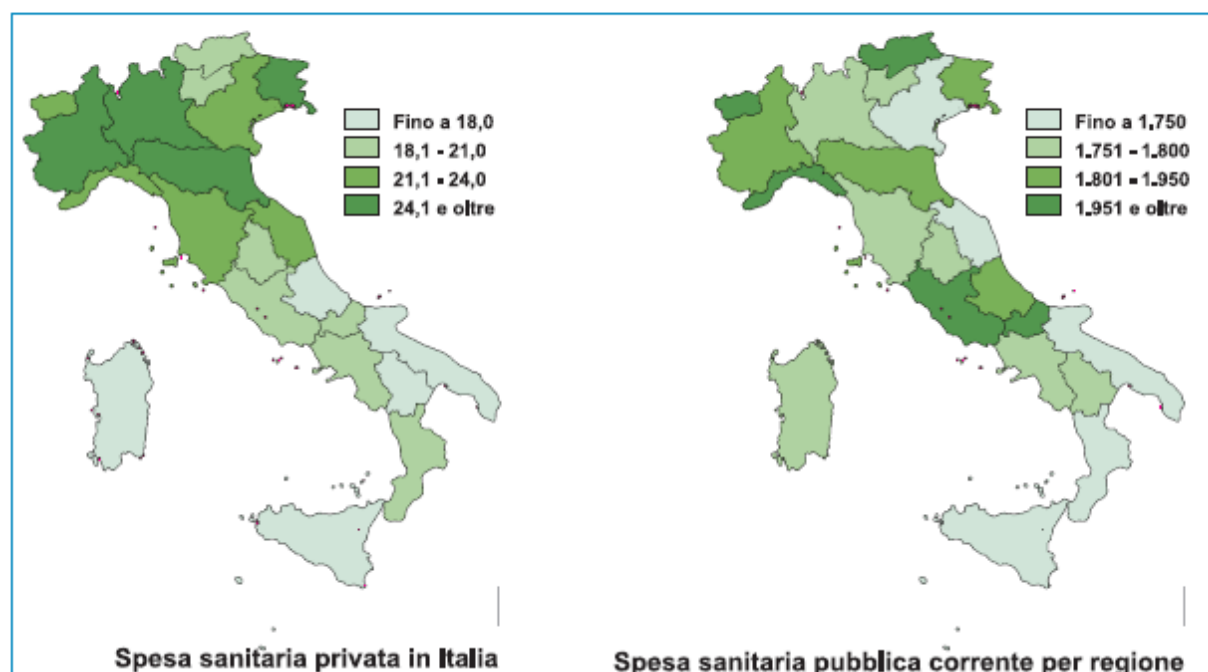 Fino a 18,0
18,1 - 21,0
21,1 - 24,0
24,1 e oltre
Fino a 1.750
1.751 - 1.800
1.801 - 1.950
1.951 e oltre
Spesa sanitaria privata in Italia
Spesa sanitaria pubblica corrente per regione